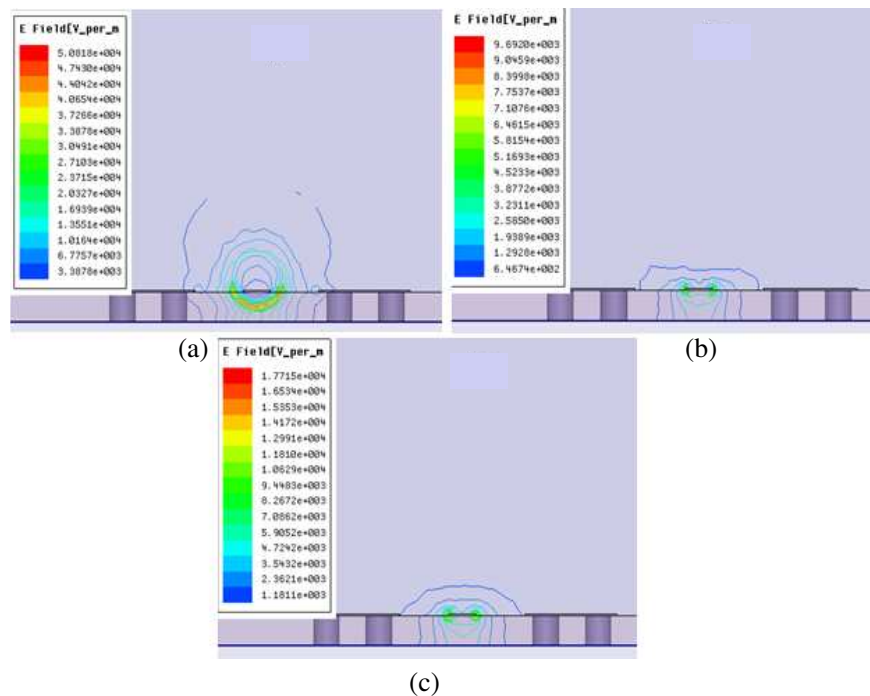 E Field[V_per_m
5.0818e+004
4.7430e+004
4.4042e+004
4.0654e+004
3.7266e+004
3.3878e+004
3.0491e+004
2.7103e+004
2.3715e+004
2.0327e+004
1.6939e+004
1.3551e+004
1.0164e+004
6.7757e+003
3.3878e+003
(a)
E Field[V_per_m
9.6920e+003
9.0459e+003
8.3998e+003
7.7537e+003
7.1076e+003
6.4615e+003
5.8154e+003
5.1693e+003
4.5233e+003
3.8772e+003
3.2311e+003
2.5850e+003
1.9389e+003
1.2928e+003
6.4674e+002
(b)
E Field[V_per_m
1.7715e+004
1.6534e+004
1.5353e+004
1.4172e+004
1.2991e+004
1.1810e+004
1.0629e+004
9.4483e+003
8.2672e+003
7.0862e+003
5.9052e+003
4.7242e+003
3.5432e+003
2.3621e+003
1.1811e+003
(c)